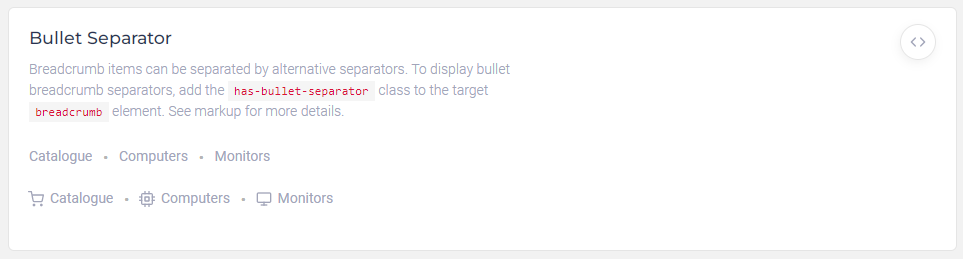 Bullet Separator
Breadcrumb items can be separated by alternative separators. To display bullet
breadcrumb separators, add the has-bullet-separator class to the target
breadcrumb element. See markup for more details.
Catalogue • Computers • Monitors
Catalogue • Computers • Monitors